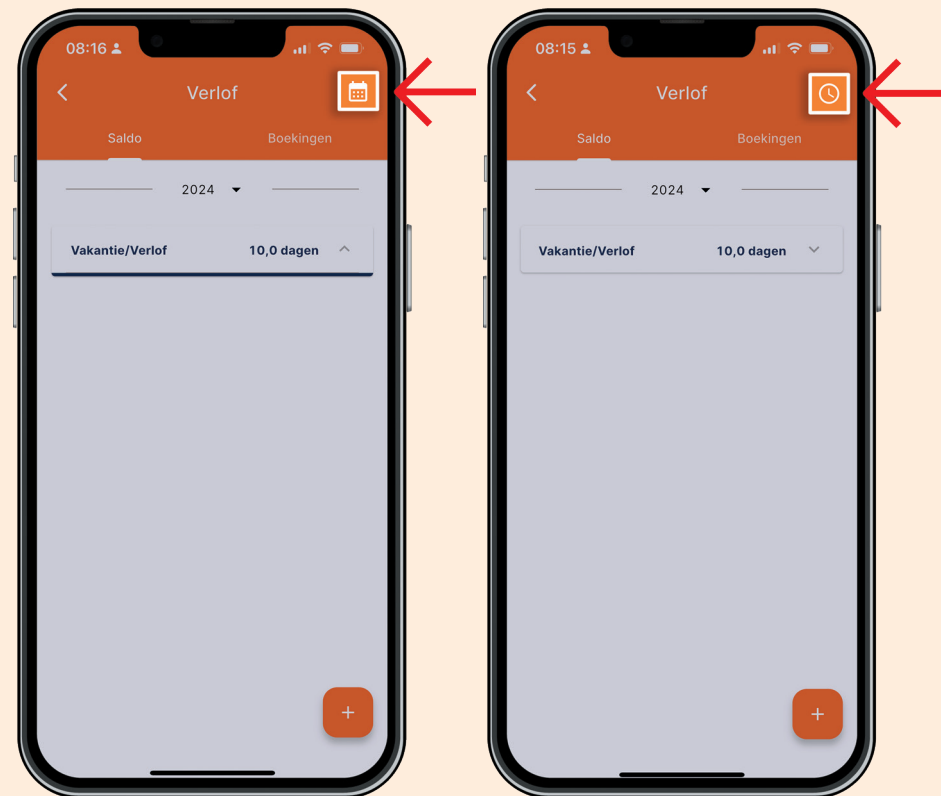 08:16
Verlof
Saldo Boekingen
2024
Vakantie/Verlof 10,0 dagen
+
08:15
Verlof
Saldo Boekingen
2024
Vakantie/Verlof 10,0 dagen
+